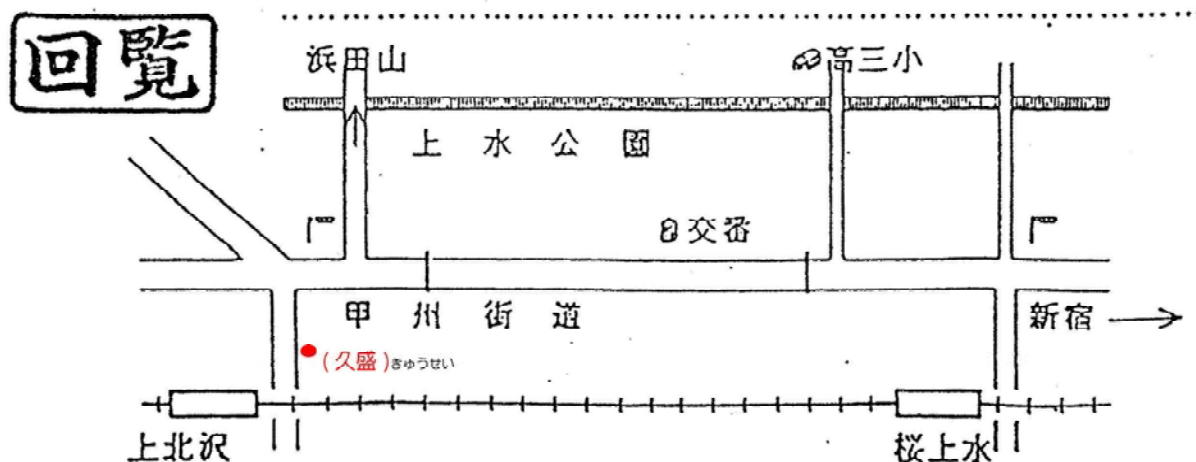 回覧
浜田山
高三小
上水公園
交番
甲州街道
新宿
(久盛)きゅうせい
上北沢
桜上水